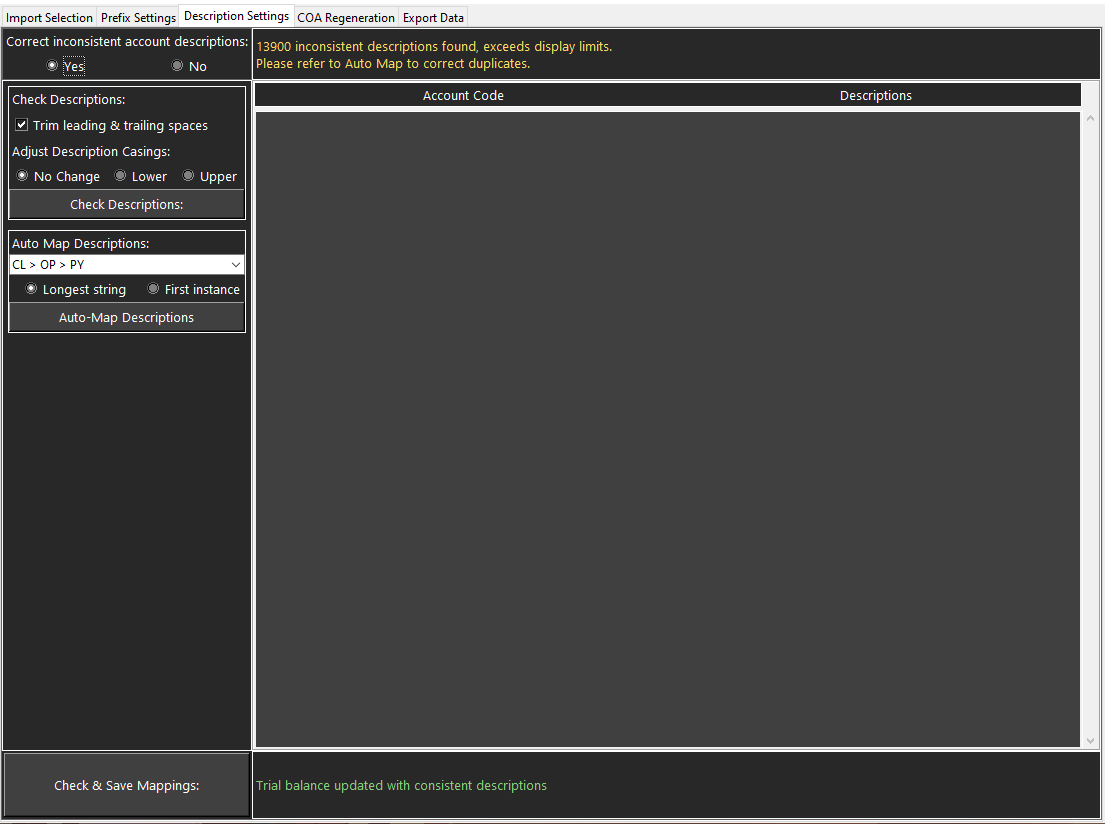 Import Selection Prefix Settings Description Settings COA Regeneration Export Data
Correct inconsistent account descriptions:
Yes No
13900 inconsistent descriptions found, exceeds display limits.
Please refer to Auto Map to correct duplicates.
Check Descriptions:
Trim leading & trailing spaces
Adjust Description Casings:
No Change Lower Upper
Check Descriptions:
Auto Map Descriptions:
CL > OP > PY
Longest string First instance
Auto-Map Descriptions
Account Code Descriptions
Check & Save Mappings:
Trial balance updated with consistent descriptions